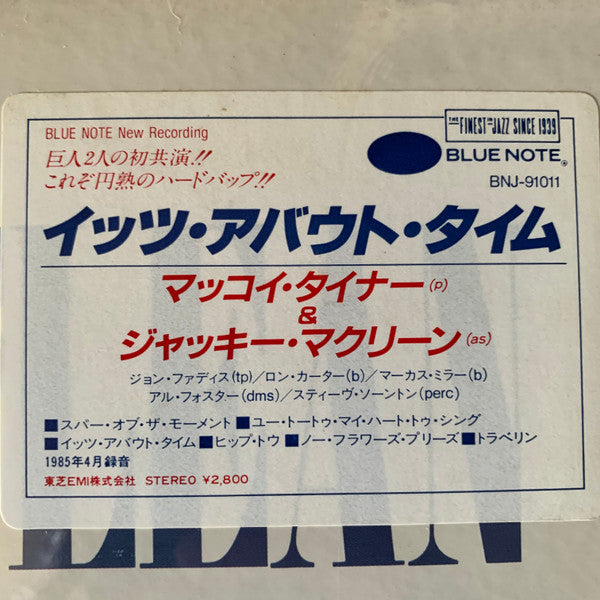 THE FINEST IN JAZZ SINCE 1939
BLUE NOTE New Recording
巨人2人の初共演!!
これぞ円熟のハードバップ!!
BLUE NOTE®
BNJ-91011
イッツ・アバウト・タイム
マッコイ・タイナー(p)
&
ジャッキー・マクリーン(as)
ジョン・ファディス(tp)/ロン・カーター(b)/マーカス・ミラー(b)
アル・フォスター(dms)/スティーヴ・ソーントン(perc)
■スパー・オブ・ザ・モーメント ■ユー・トートゥ・マイ・ハート・トゥ・シング
■イッツ・アバウト・タイム ■ヒップ・トウ ■ノー・フラワーズ・プリーズ ■トラベリン
1985年4月録音
東芝EMI株式会社 STEREO ¥2,800